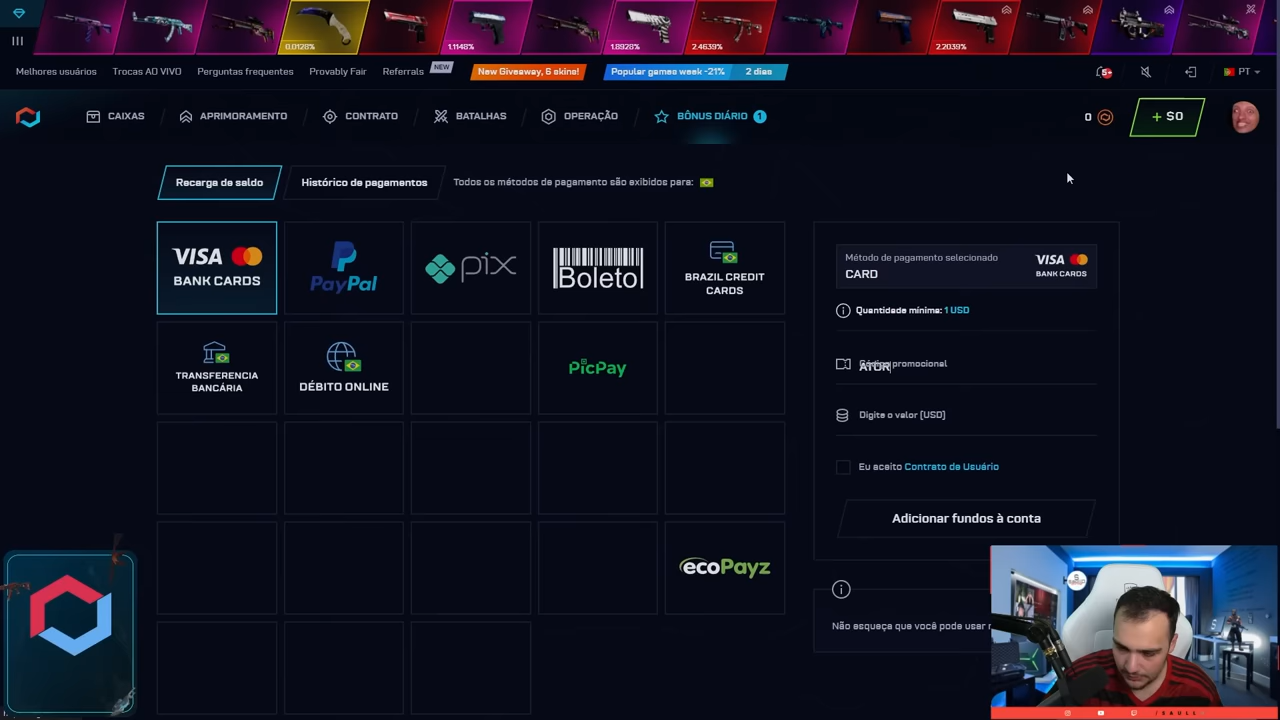 0.0128%
1.1148%
1.8928%
2.4639%
2.2039%
Melhores usuários
Trocas AO VIVO
Perguntas frequentes
Provably Fair
Referrals
NEW
New Giveaway, 6 skins!
Popular games week -21%
2 dias
5+
PT
CAIXAS
APRIMORAMENTO
CONTRATO
BATALHAS
OPERAÇÃO
BÔNUS DIÁRIO
1
0
+ $0
Recarga de saldo
Histórico de pagamentos
Todos os métodos de pagamento são exibidos para:
VISA
BANK CARDS
PayPal
pix
Boleto
BRAZIL CREDIT
CARDS
TRANSFERENCIA
BANCÁRIA
DÉBITO ONLINE
PicPay
ecoPayz
Método de pagamento selecionado
CARD
VISA
BANK CARDS
Quantidade mínima: 1 USD
Código promocional
ATOR
Digite o valor (USD)
Eu aceito Contrato de Usuário
Adicionar fundos à conta
Não esqueça que você pode usar